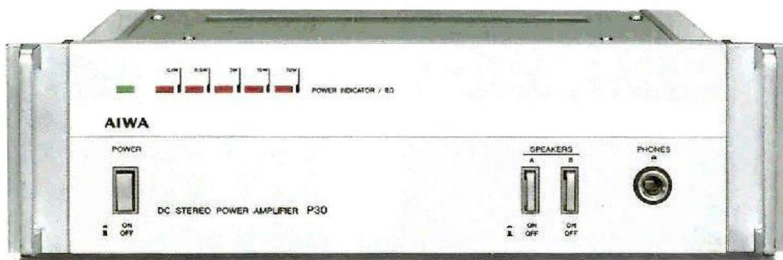 POWER INDICATOR / 8Ω
AIWA
POWER
SPEAKERS
A B
PHONES
DC STEREO POWER AMPLIFIER P30
ON
OFF
ON
OFF
ON
OFF